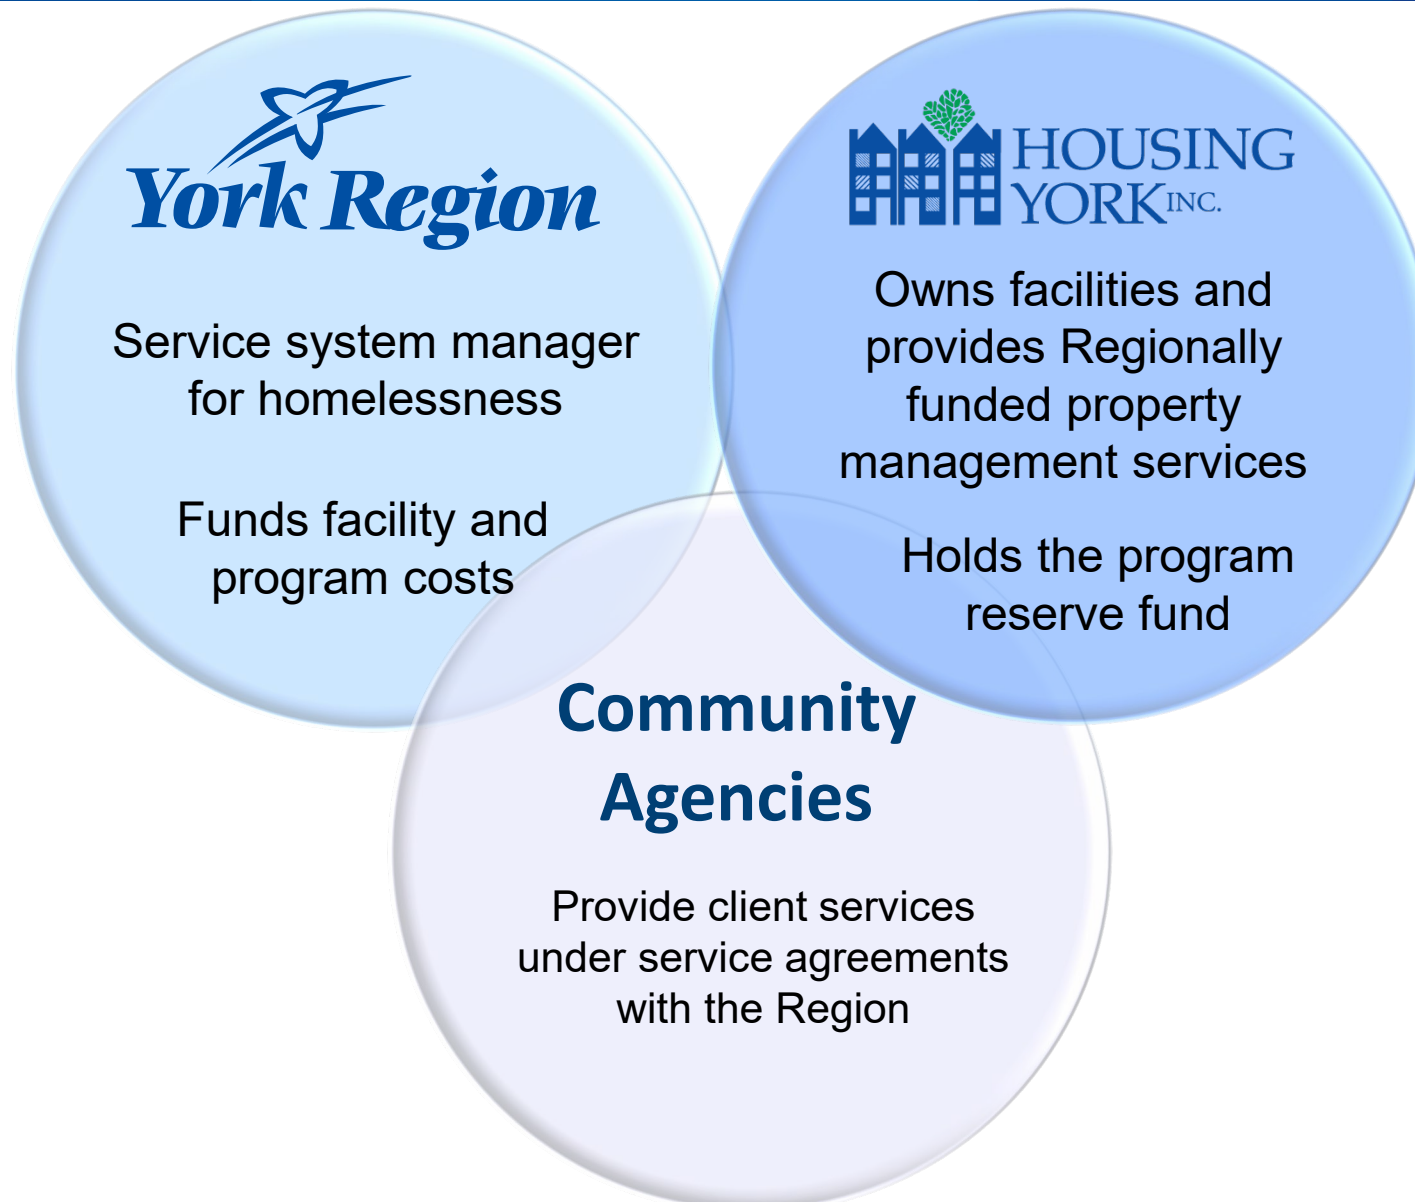 York Region
Service system manager
for homelessness
Funds facility and
program costs
HOUSING
YORK INC.
Owns facilities and
provides Regionally
funded property
management services
Holds the program
reserve fund
Community
Agencies
Provide client services
under service agreements
with the Region